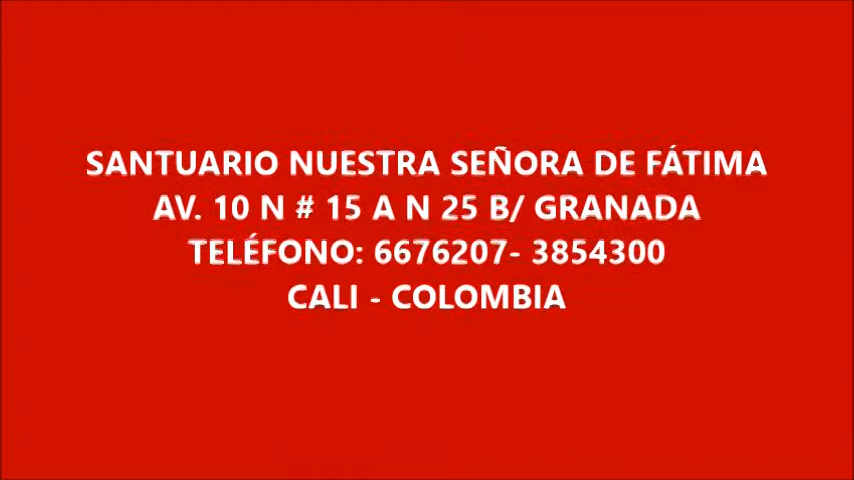 SANTUARIO NUESTRA SEÑORA DE FÁTIMA
AV. 10 N # 15 A N 25 B/ GRANADA
TELÉFONO: 6676207- 3854300
CALI - COLOMBIA